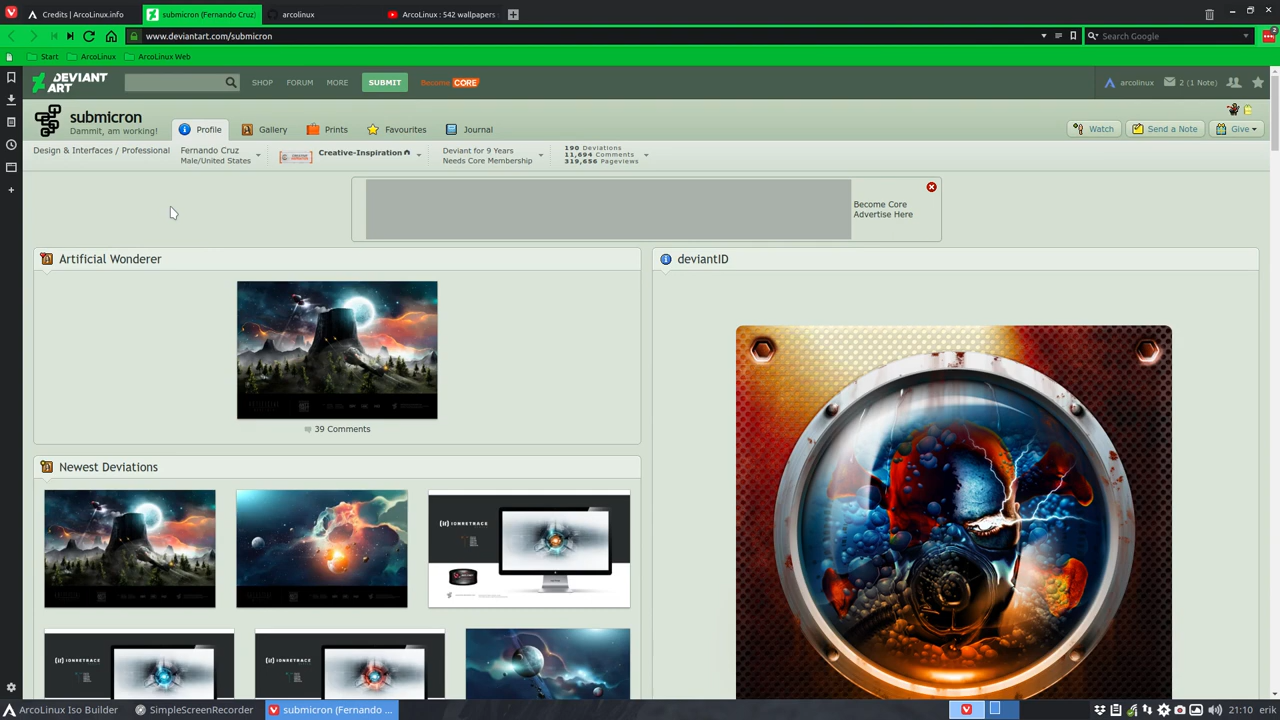 Credits | ArcoLinux.info
submicron (Fernando Cruz)
arcolinux
ArcoLinux : 542 wallpapers
www.deviantart.com/submicron
Search Google
2
Start
ArcoLinux
ArcoLinux Web
DEVIANT ART
SHOP
FORUM
MORE
SUBMIT
Become CORE
arcolinux
2 (1 Note)
submicron
Dammit, am working!
Profile
Gallery
Prints
Favourites
Journal
Watch
Send a Note
Give
Design & Interfaces / Professional
Fernando Cruz
Male/United States
Creative-Inspiration
Deviant for 9 Years
Needs Core Membership
190 Deviations
11,694 Comments
319,656 Pageviews
Become Core
Advertise Here
Artificial Wonderer
39 Comments
deviantID
Newest Deviations
IONRETRACE
IONRETRACE
IONRETRACE
ArcoLinux Iso Builder
SimpleScreenRecorder
submicron (Fernando ...
21:10
erik